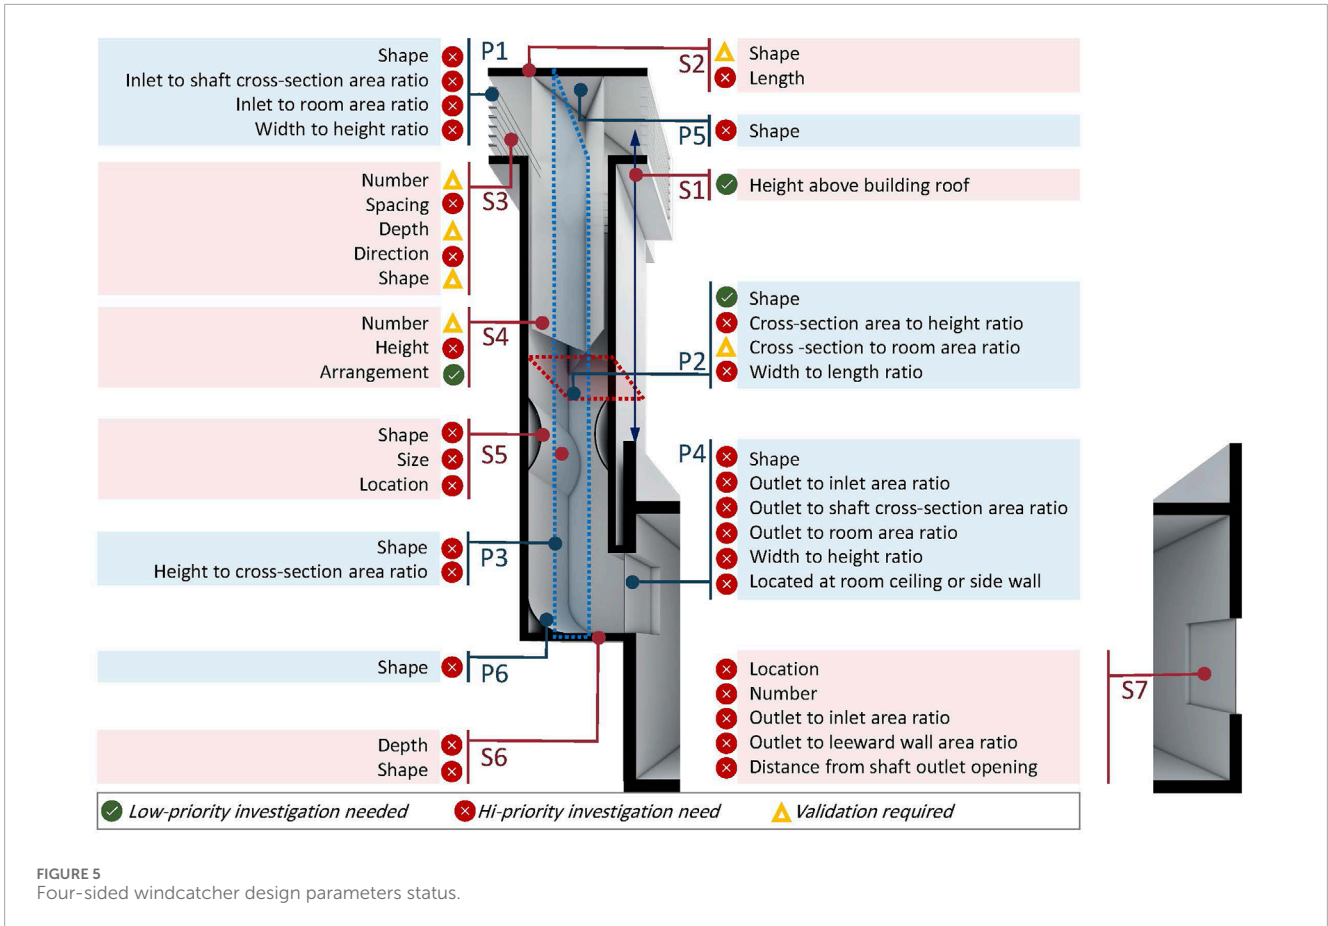 Shape
Inlet to shaft cross-section area ratio
Inlet to room area ratio
Width to height ratio
P1
S2
Shape
Length
P5
Shape
S1
Height above building roof
Number
Spacing
Depth
Direction
Shape
S3
Number
Height
Arrangement
S4
P2
Shape
Cross-section area to height ratio
Cross -section to room area ratio
Width to length ratio
Shape
Size
Location
S5
P4
Shape
Outlet to inlet area ratio
Outlet to shaft cross-section area ratio
Outlet to room area ratio
Width to height ratio
Located at room ceiling or side wall
Shape
Height to cross-section area ratio
P3
Shape
P6
Depth
Shape
S6
Location
Number
Outlet to inlet area ratio
Outlet to leeward wall area ratio
Distance from shaft outlet opening
S7
Low-priority investigation needed Hi-priority investigation need Validation required
FIGURE 5
Four-sided windcatcher design parameters status.